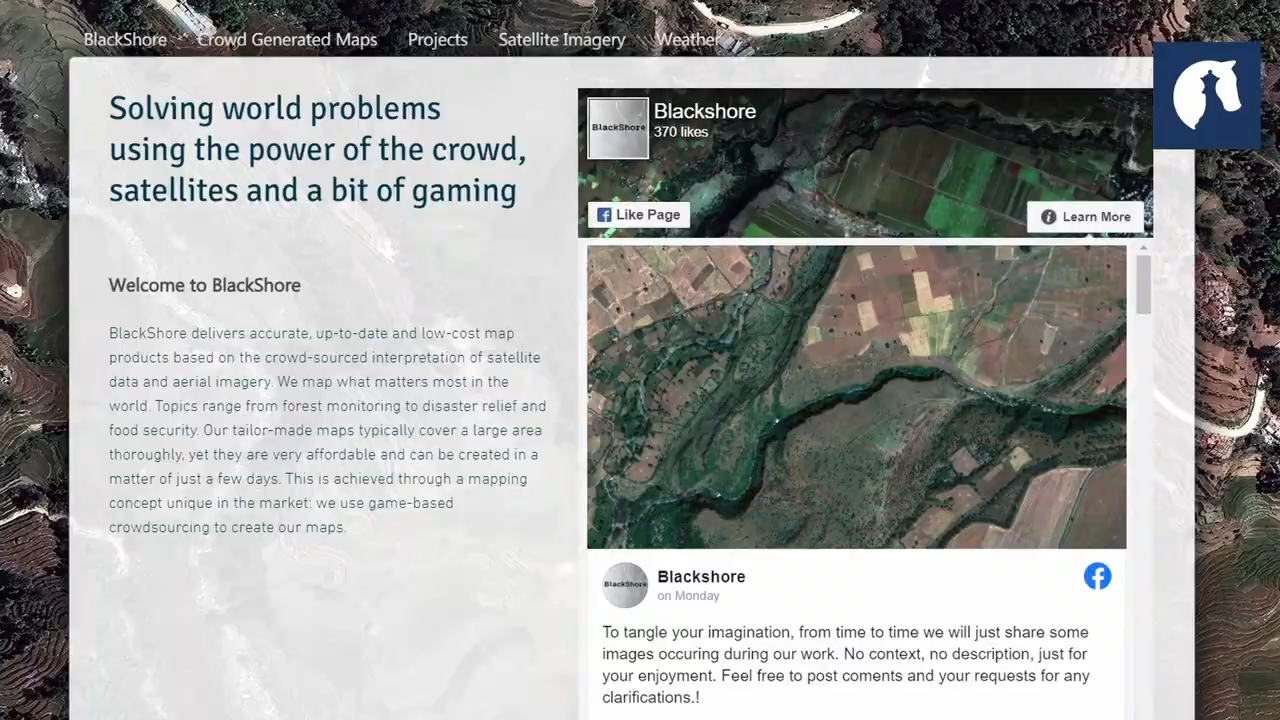 BlackShore Crowd Generated Maps Projects Satellite Imagery Weather
Solving world problems
using the power of the crowd,
satellites and a bit of gaming
Welcome to BlackShore
BlackShore delivers accurate, up-to-date and low-cost map
products based on the crowd-sourced interpretation of satellite
data and aerial imagery. We map what matters most in the
world. Topics range from forest monitoring to disaster relief and
food security. Our tailor-made maps typically cover a large area
thoroughly, yet they are very affordable and can be created in a
matter of just a few days. This is achieved through a mapping
concept unique in the market: we use game-based
crowdsourcing to create our maps.
BlackShore
Blackshore
370 likes
Like Page
Learn More
BlackShore
Blackshore
on Monday
To tangle your imagination, from time to time we will just share some
images occuring during our work. No context, no description, just for
your enjoyment. Feel free to post coments and your requests for any
clarifications.!